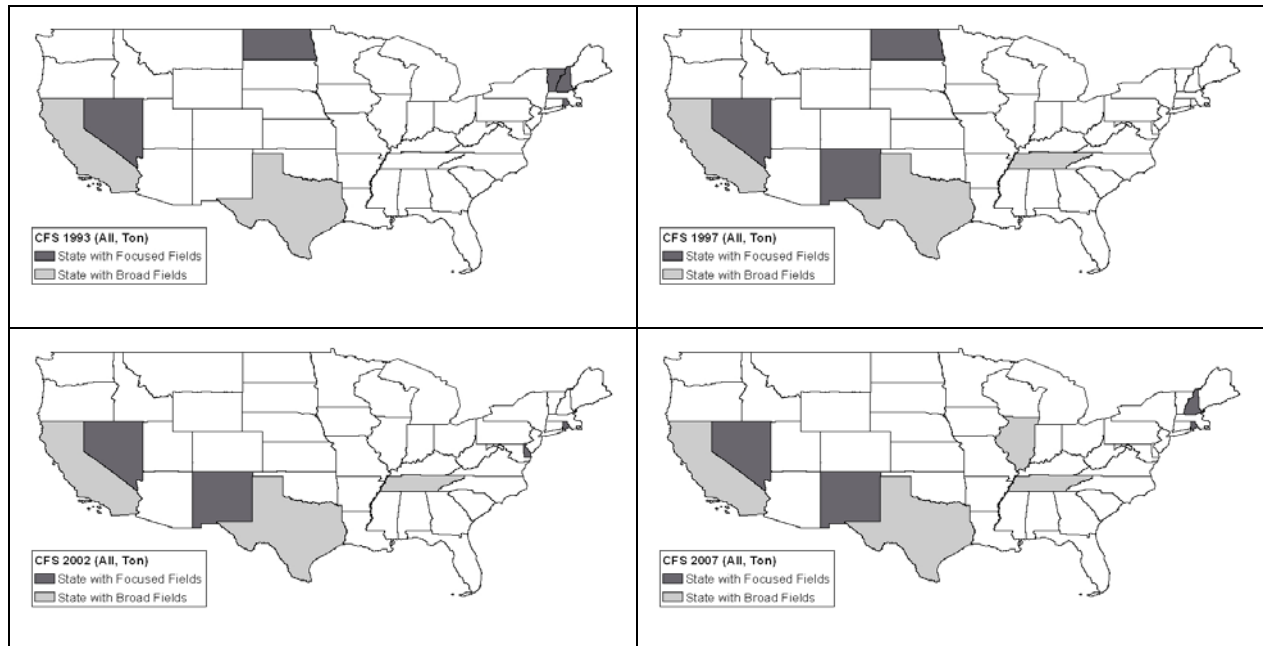 CFS 1993 (All, Ton)
State with Focused Fields
State with Broad Fields
CFS 1997 (All, Ton)
State with Focused Fields
State with Broad Fields
CFS 2002 (All, Ton)
State with Focused Fields
State with Broad Fields
CFS 2007 (All, Ton)
State with Focused Fields
State with Broad Fields